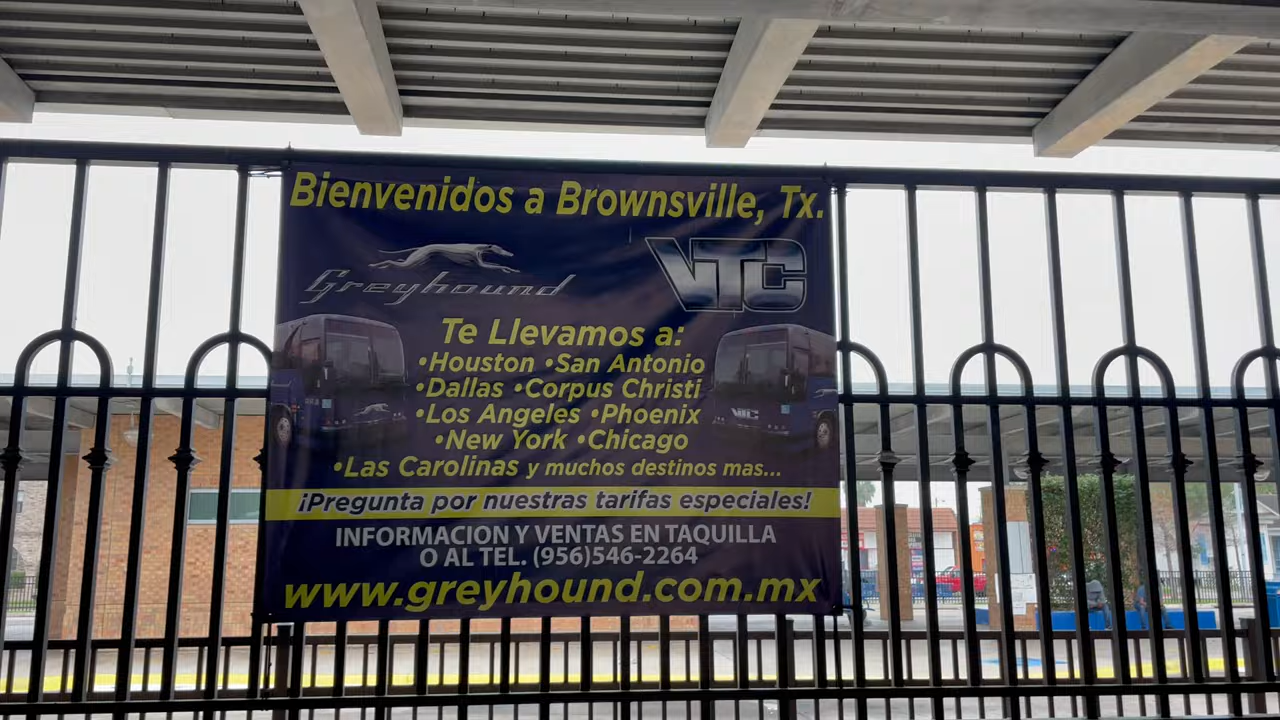 Bienvenidos a Brownsville, Tx.
Greyhound
VTC
Te Llevamos a:
•Houston •San Antonio
•Dallas •Corpus Christi
•Los Angeles •Phoenix
•New York •Chicago
•Las Carolinas y muchos destinos mas...
¡Pregunta por nuestras tarifas especiales!
INFORMACION Y VENTAS EN TAQUILLA
O AL TEL. (956)546-2264
www.greyhound.com.mx
VTC